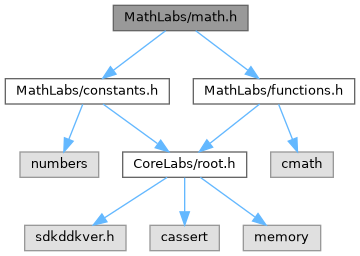 MathLabs/math.h
MathLabs/constants.h
MathLabs/functions.h
numbers
CoreLabs/root.h
cmath
sdkddkver.h
cassert
memory